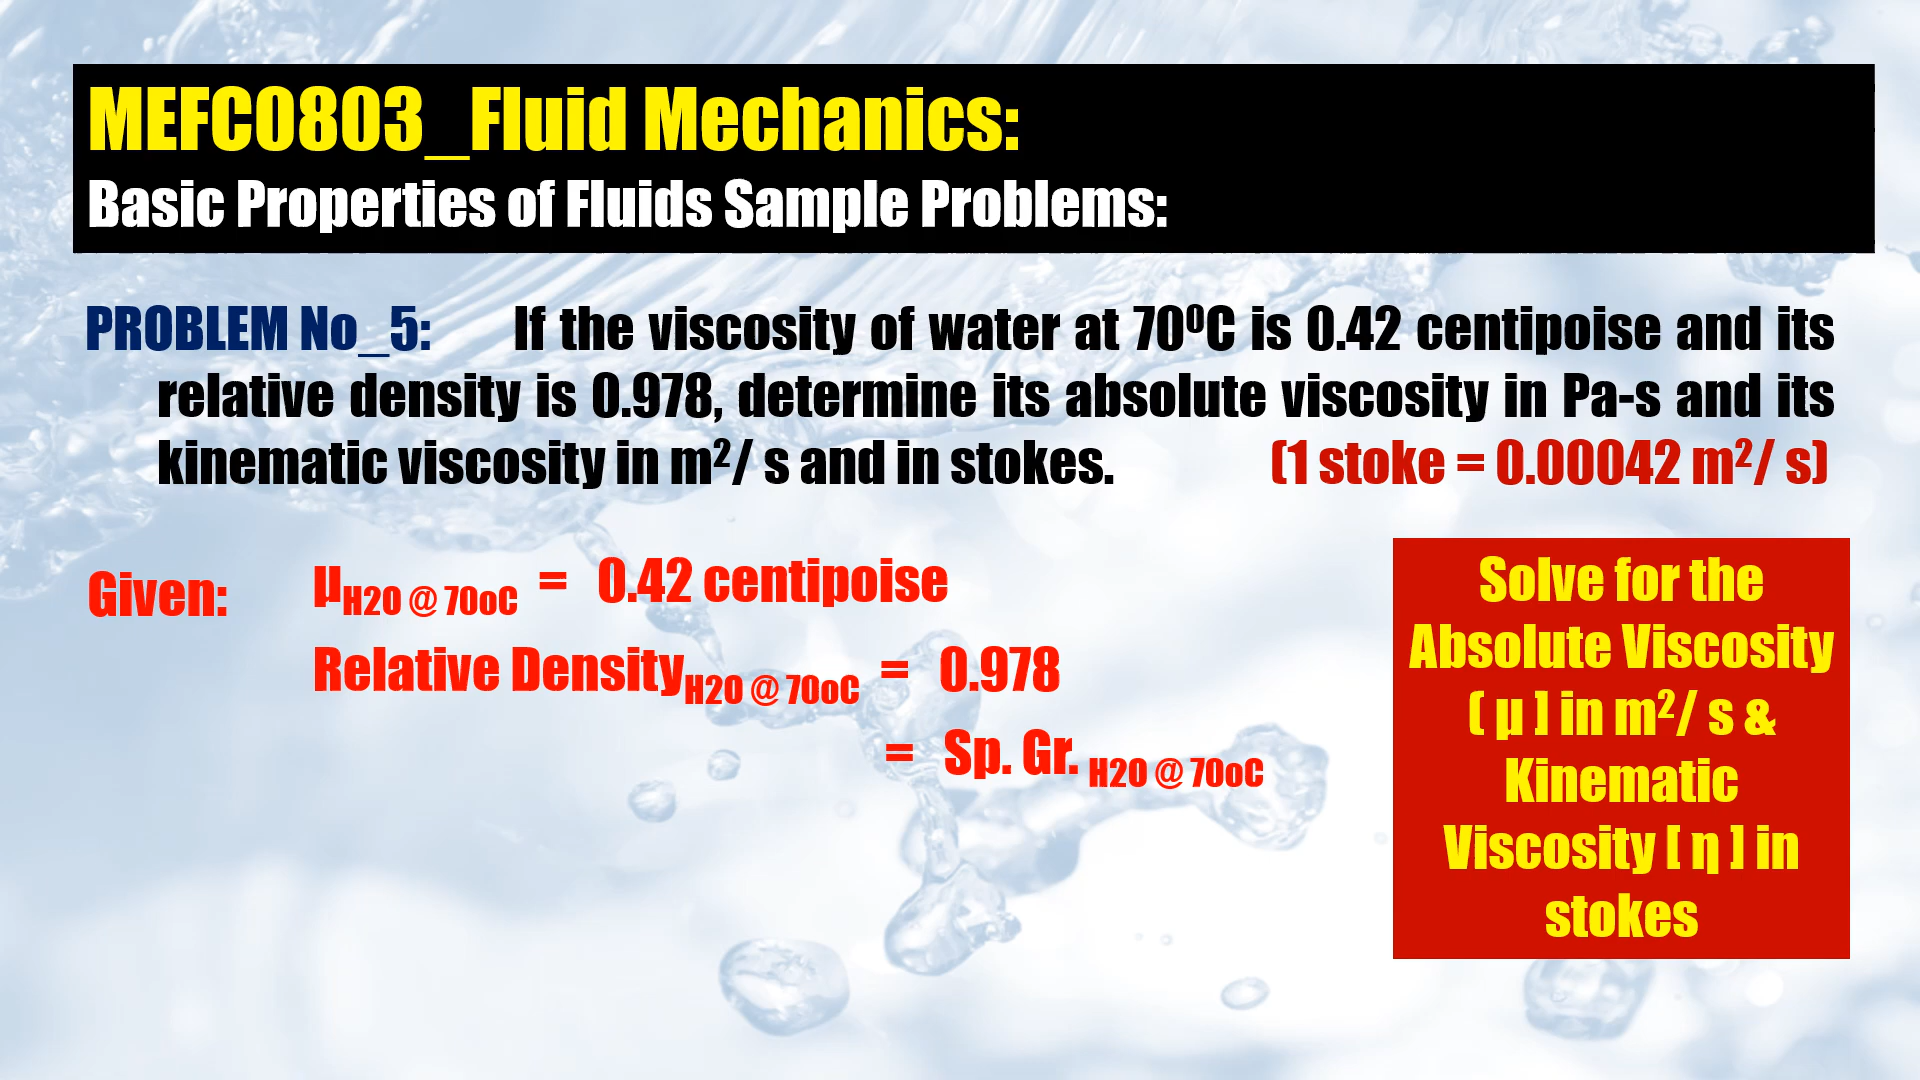 MEFC0803_Fluid Mechanics:
Basic Properties of Fluids Sample Problems:
PROBLEM No_5: If the viscosity of water at 70⁰C is 0.42 centipoise and its
relative density is 0.978, determine its absolute viscosity in Pa-s and its
kinematic viscosity in m²/ s and in stokes. (1 stoke = 0.00042 m²/ s)
Given: µH2O @ 70oC = 0.42 centipoise
Relative DensityH2O @ 70oC = 0.978
= Sp. Gr. H2O @ 70oC
Solve for the
Absolute Viscosity
( µ ] in m²/ s &
Kinematic
Viscosity [ η ] in
stokes